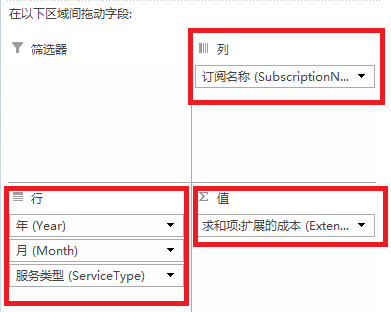 在以下区间拖动字段:
筛选器
列
订阅名称 (SubscriptionN...
行
值
年 (Year)
求和项:扩展的成本 (Exten...
月 (Month)
服务类型 (ServiceType)